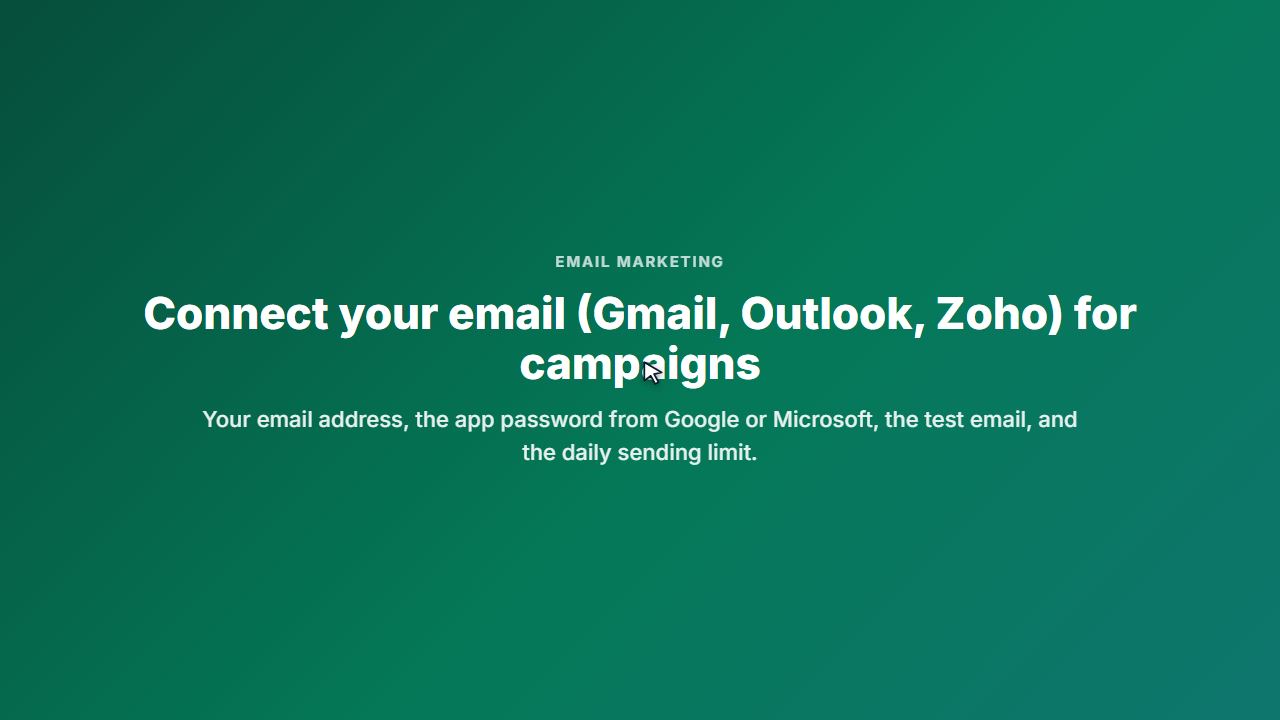 EMAIL MARKETING
Connect your email (Gmail, Outlook, Zoho) for
campaigns
Your email address, the app password from Google or Microsoft, the test email, and
the daily sending limit.